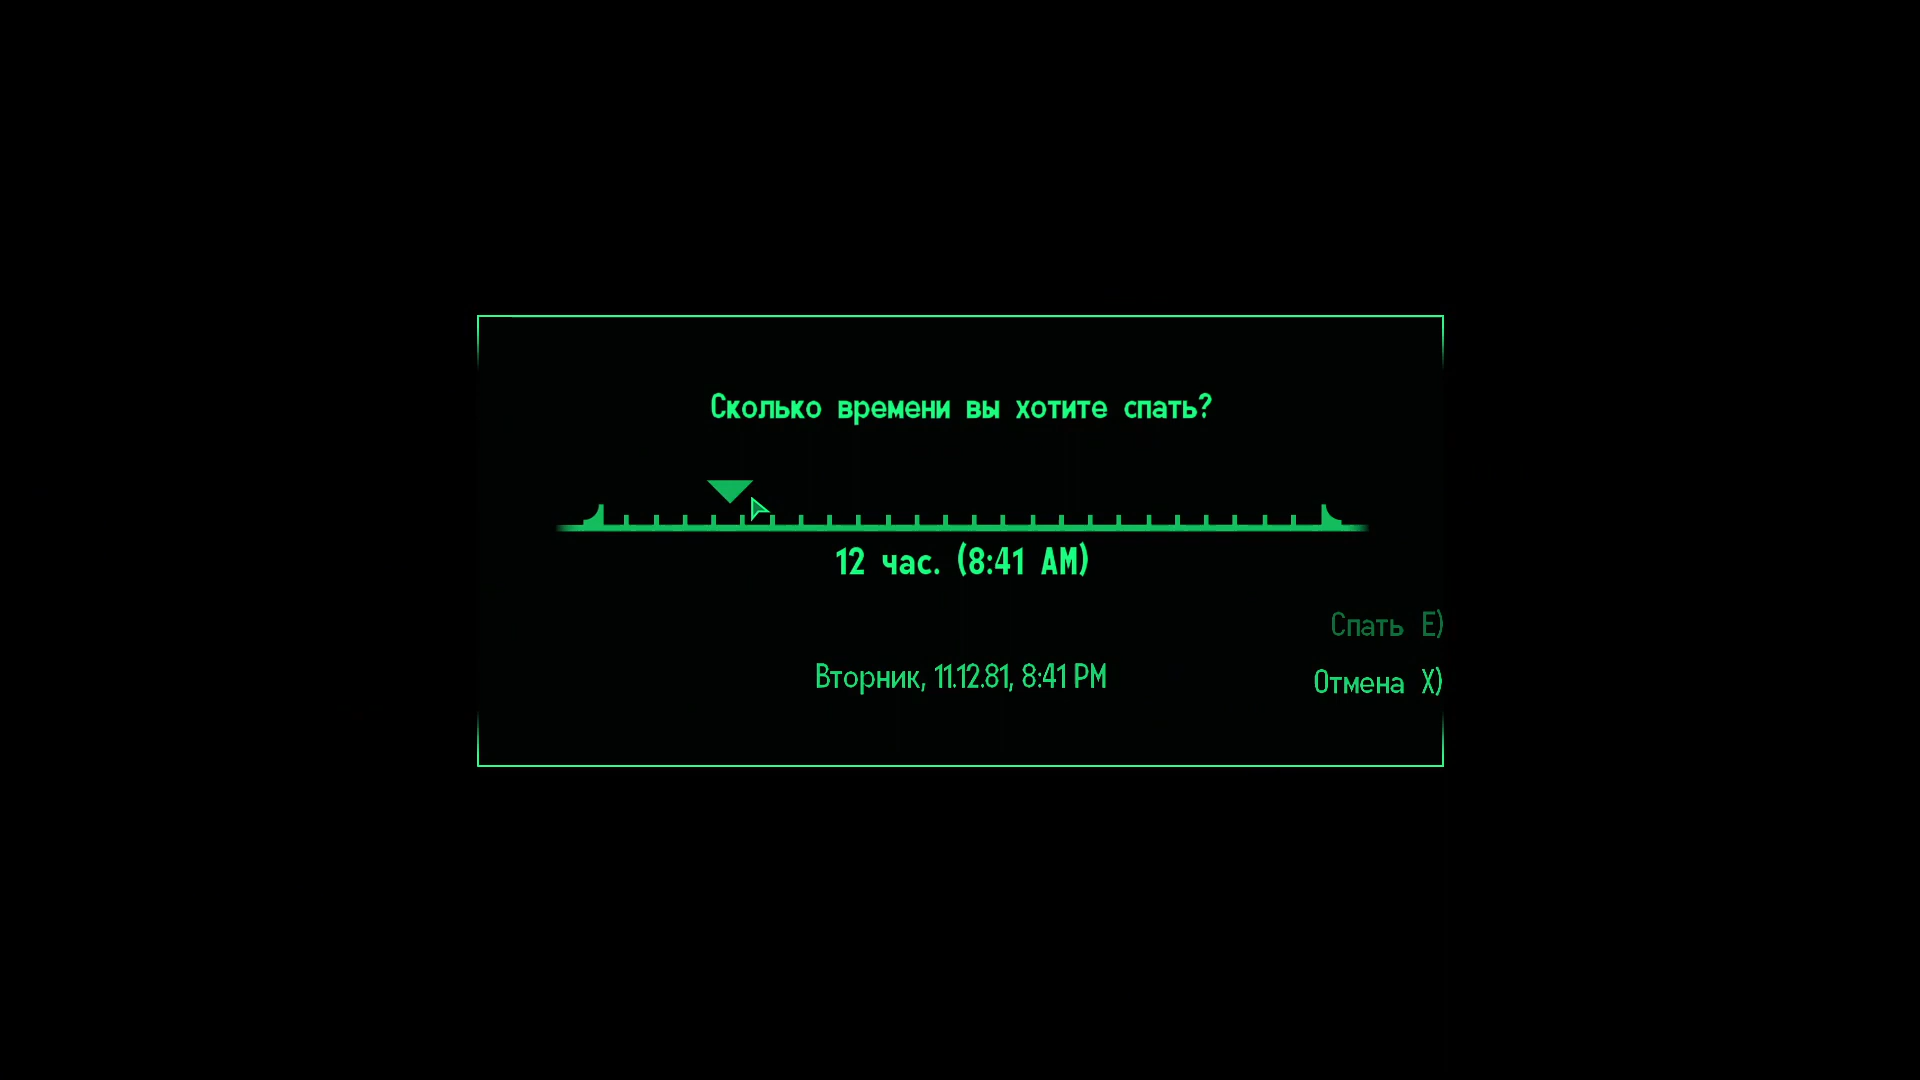 Сколько времени вы хотите спать?
12 час. (8:41 AM)
Спать E)
Вторник, 11.12.81, 8:41 PM
Отмена X)